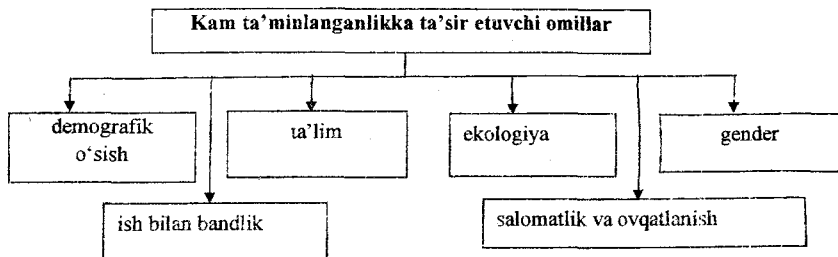 Kam ta’minlanganlikka ta’sir etuvchi omillar
demografik
o‘sish
ta’lim
ekologiya
gender
ish bilan bandlik
salomatlik va ovqatlanish